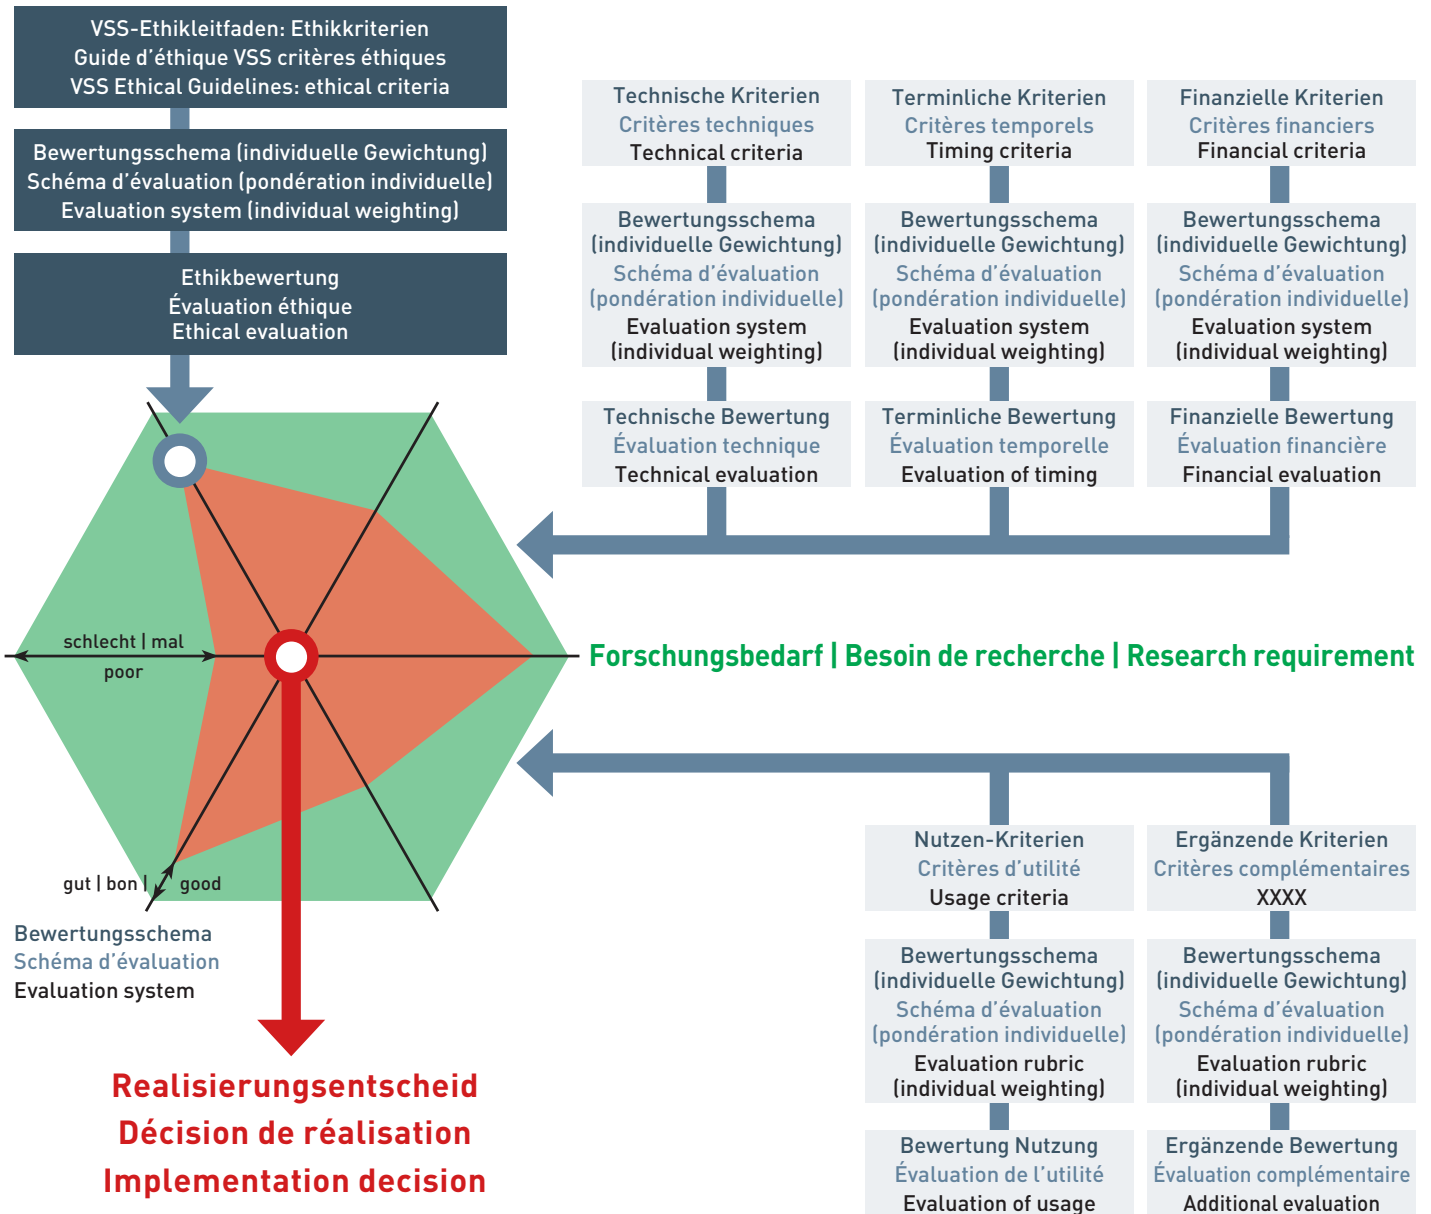 VSS-Ethikleitfaden: Ethikkriterien
Guide d’éthique VSS critères éthiques
VSS Ethical Guidelines: ethical criteria
Bewertungsschema (individuelle Gewichtung)
Schéma d’évaluation (pondération individuelle)
Evaluation system (individual weighting)
Ethikbewertung
Évaluation éthique
Ethical evaluation
Technische Kriterien
Critères techniques
Technical criteria
Bewertungsschema
(individuelle Gewichtung)
Schéma d’évaluation
(pondération individuelle)
Evaluation system
(individual weighting)
Technische Bewertung
Évaluation technique
Technical evaluation
Terminliche Kriterien
Critères temporels
Timing criteria
Bewertungsschema
(individuelle Gewichtung)
Schéma d’évaluation
(pondération individuelle)
Evaluation system
(individual weighting)
Terminliche Bewertung
Évaluation temporelle
Evaluation of timing
Finanzielle Kriterien
Critères financiers
Financial criteria
Bewertungsschema
(individuelle Gewichtung)
Schéma d’évaluation
(pondération individuelle)
Evaluation system
(individual weighting)
Finanzielle Bewertung
Évaluation financière
Financial evaluation
schlecht | mal
poor
Forschungsbedarf | Besoin de recherche | Research requirement
gut | bon | good
Bewertungsschema
Schéma d’évaluation
Evaluation system
Realisierungsentscheid
Décision de réalisation
Implementation decision
Nutzen-Kriterien
Critères d’utilité
Usage criteria
Bewertungsschema
(individuelle Gewichtung)
Schéma d’évaluation
(pondération individuelle)
Evaluation rubric
(individual weighting)
Bewertung Nutzung
Évaluation de l’utilité
Evaluation of usage
Ergänzende Kriterien
Critères complémentaires
XXXX
Bewertungsschema
(individuelle Gewichtung)
Schéma d’évaluation
(pondération individuelle)
Evaluation rubric
(individual weighting)
Ergänzende Bewertung
Évaluation complémentaire
Additional evaluation